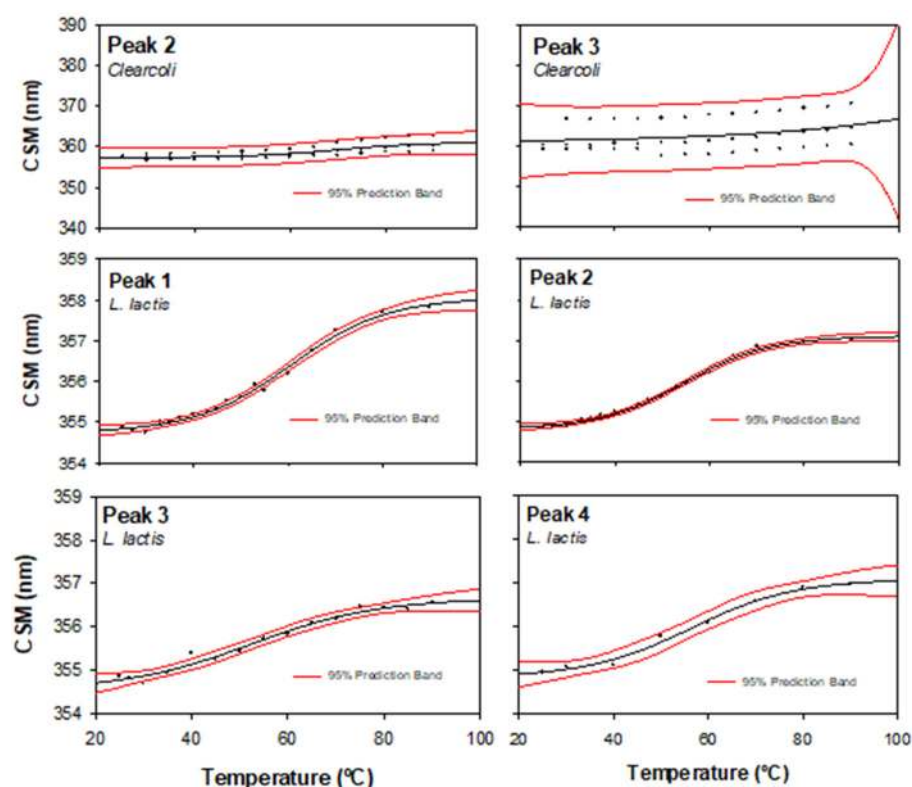 390
380
370
360
350
340
CSM (nm)
Peak 2
Clearcoli
95% Prediction Band
Peak 3
Clearcoli
95% Prediction Band
359
358
357
356
355
354
CSM (nm)
Peak 1
L. lactis
95% Prediction Band
Peak 2
L. lactis
95% Prediction Band
359
358
357
356
355
354
CSM (nm)
Peak 3
L. lactis
95% Prediction Band
Peak 4
L. lactis
95% Prediction Band
20 40 60 80 100
20 40 60 80 100
Temperature (ºC)
Temperature (ºC)